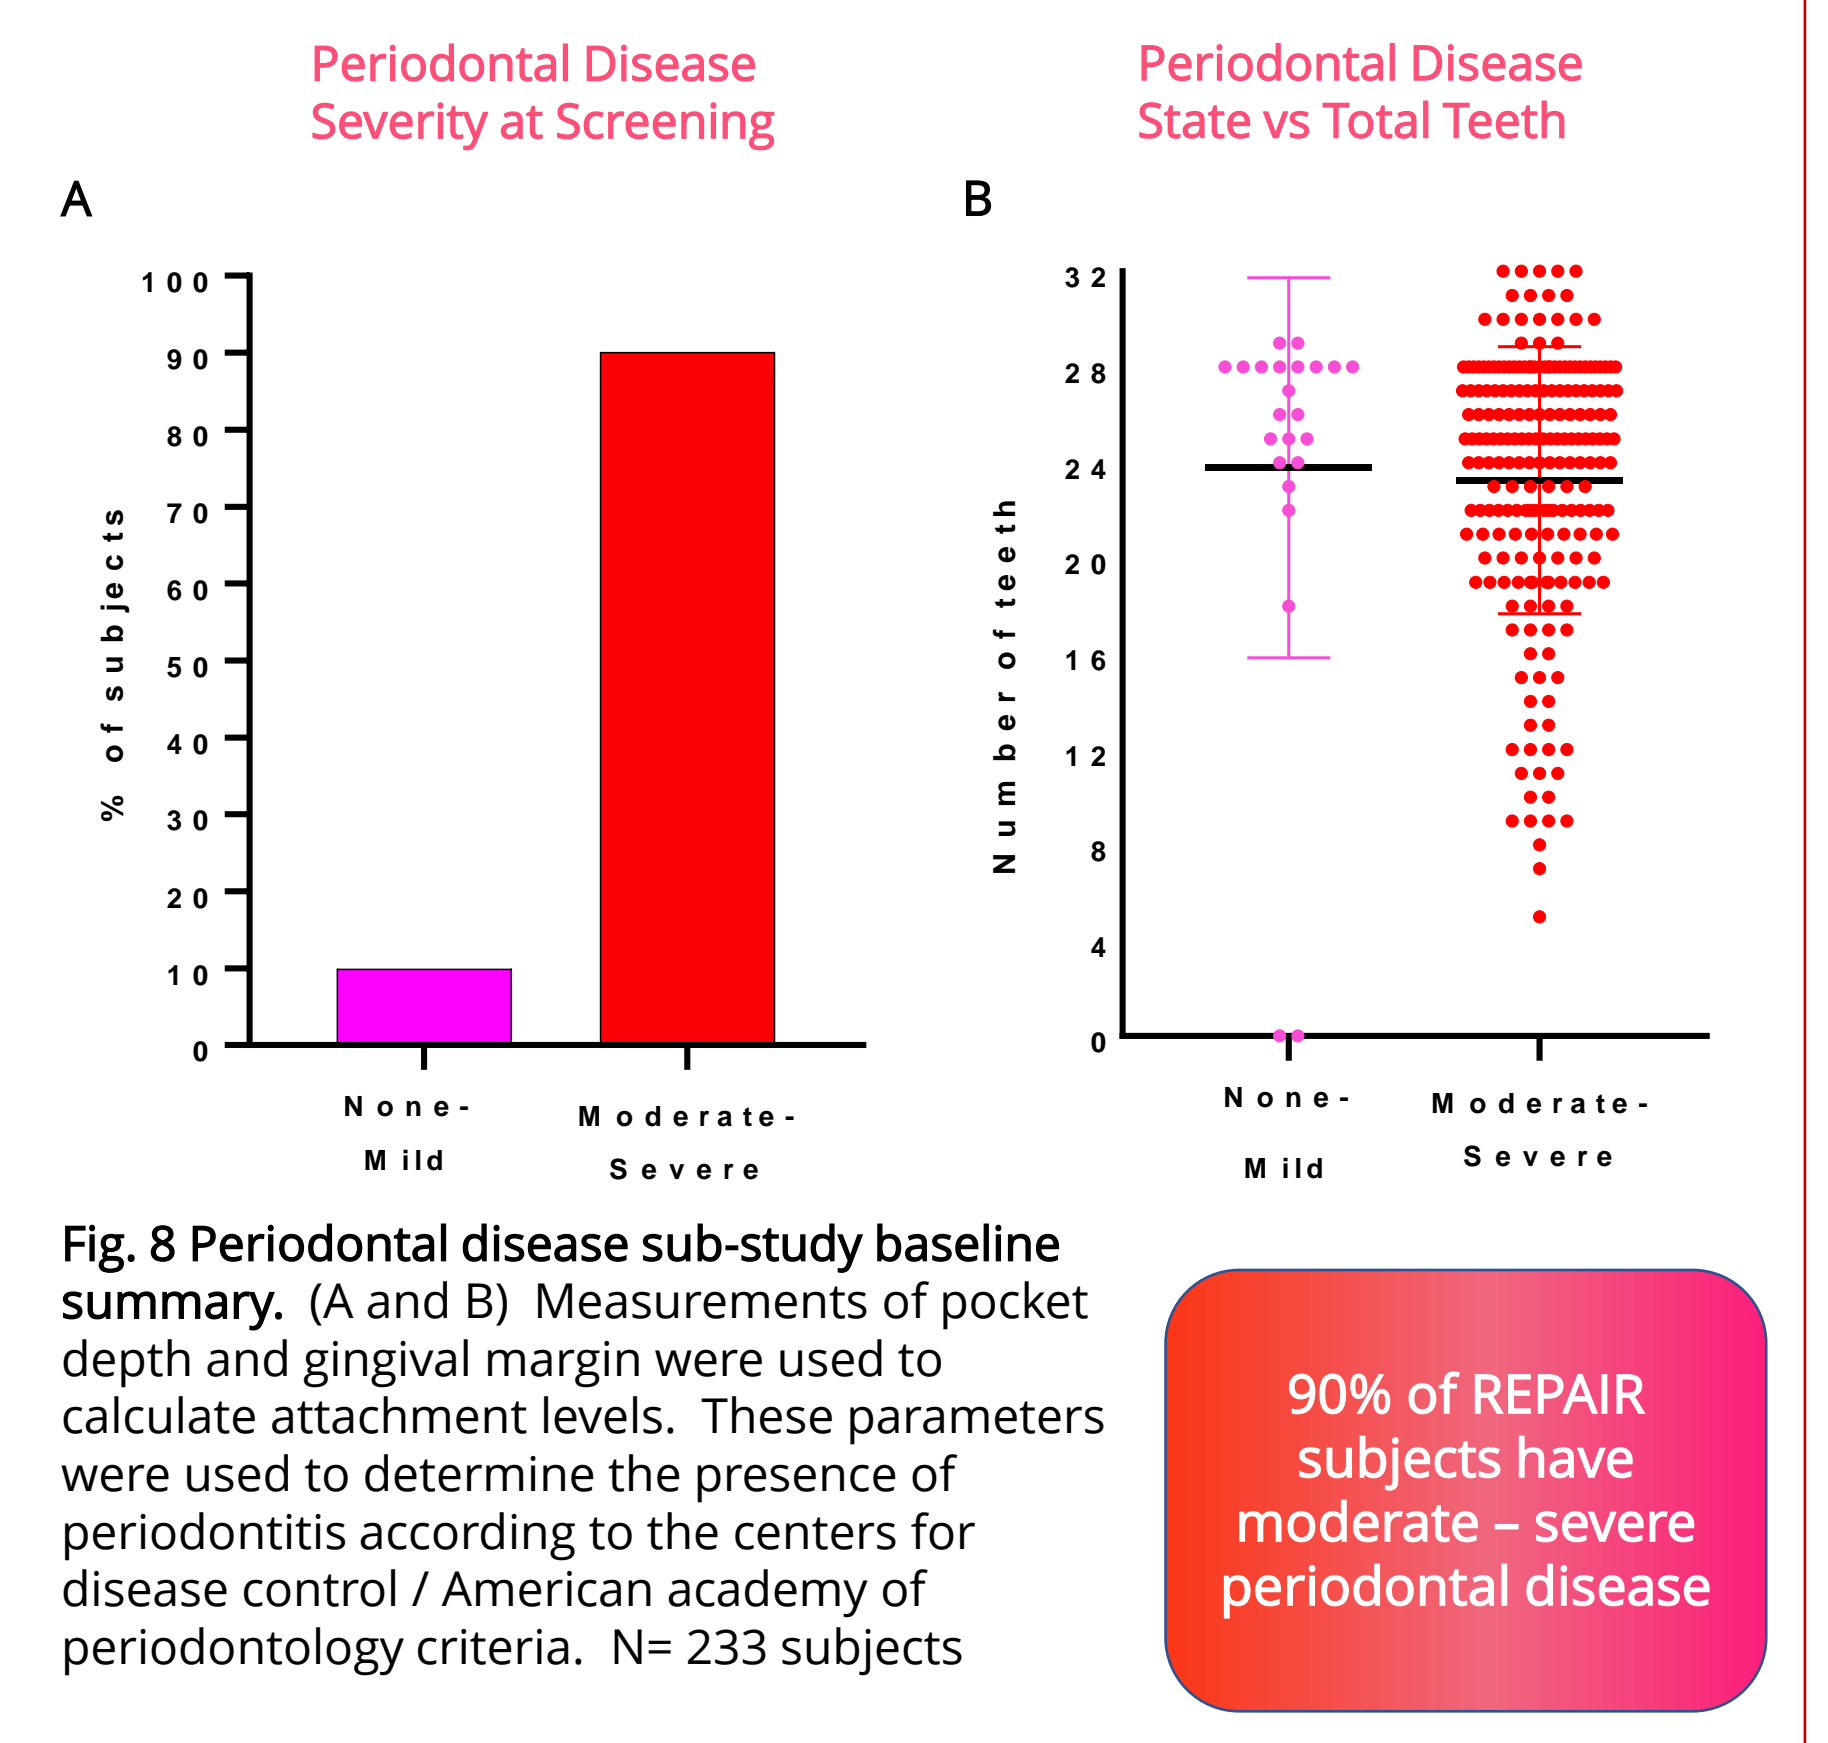 Periodontal Disease
Severity at Screening
Periodontal Disease
State vs Total Teeth
A
B
100
90
80
70
60
50
40
30
20
10
0
% of subjects
None-
Mild
Moderate-
Severe
32
28
24
20
16
12
8
4
0
Number of teeth
None-
Mild
Moderate-
Severe
Fig. 8 Periodontal disease sub-study baseline
summary. (A and B) Measurements of pocket
depth and gingival margin were used to
calculate attachment levels. These parameters
were used to determine the presence of
periodontitis according to the centers for
disease control / American academy of
periodontology criteria. N= 233 subjects
90% of REPAIR
subjects have
moderate – severe
periodontal disease